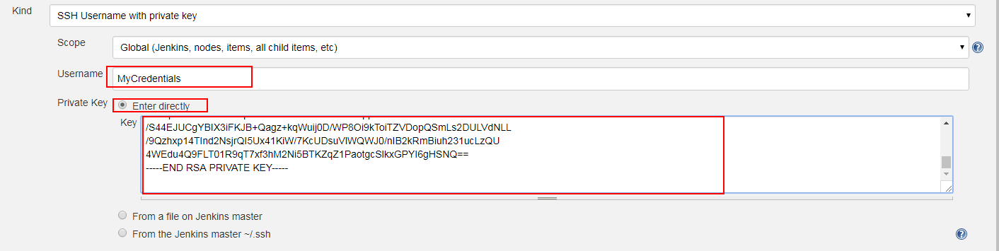 Kind
SSH Username with private key
Scope
Global (Jenkins, nodes, items, all child items, etc)
Username
MyCredentials
Private Key
Enter directly
Key
/S44EJUCgYBIX3iFKJB+Qagz+kqWuij0D/WP8Oi9kToiTZVDopQSmLs2DULVdNLL
/9Qzhxp14TInd2NsjrQI5Ux41KiW/7KcUDsuVlWQWJ0/nIB2kRmBiuh231ucLzQU
4WEdu4Q9FLT01R9qT7xf3hM2Ni5BTKZqZ1PaotgcSlkxGPYI6gHSNQ==
-----END RSA PRIVATE KEY-----
From a file on Jenkins master
From the Jenkins master ~/.ssh